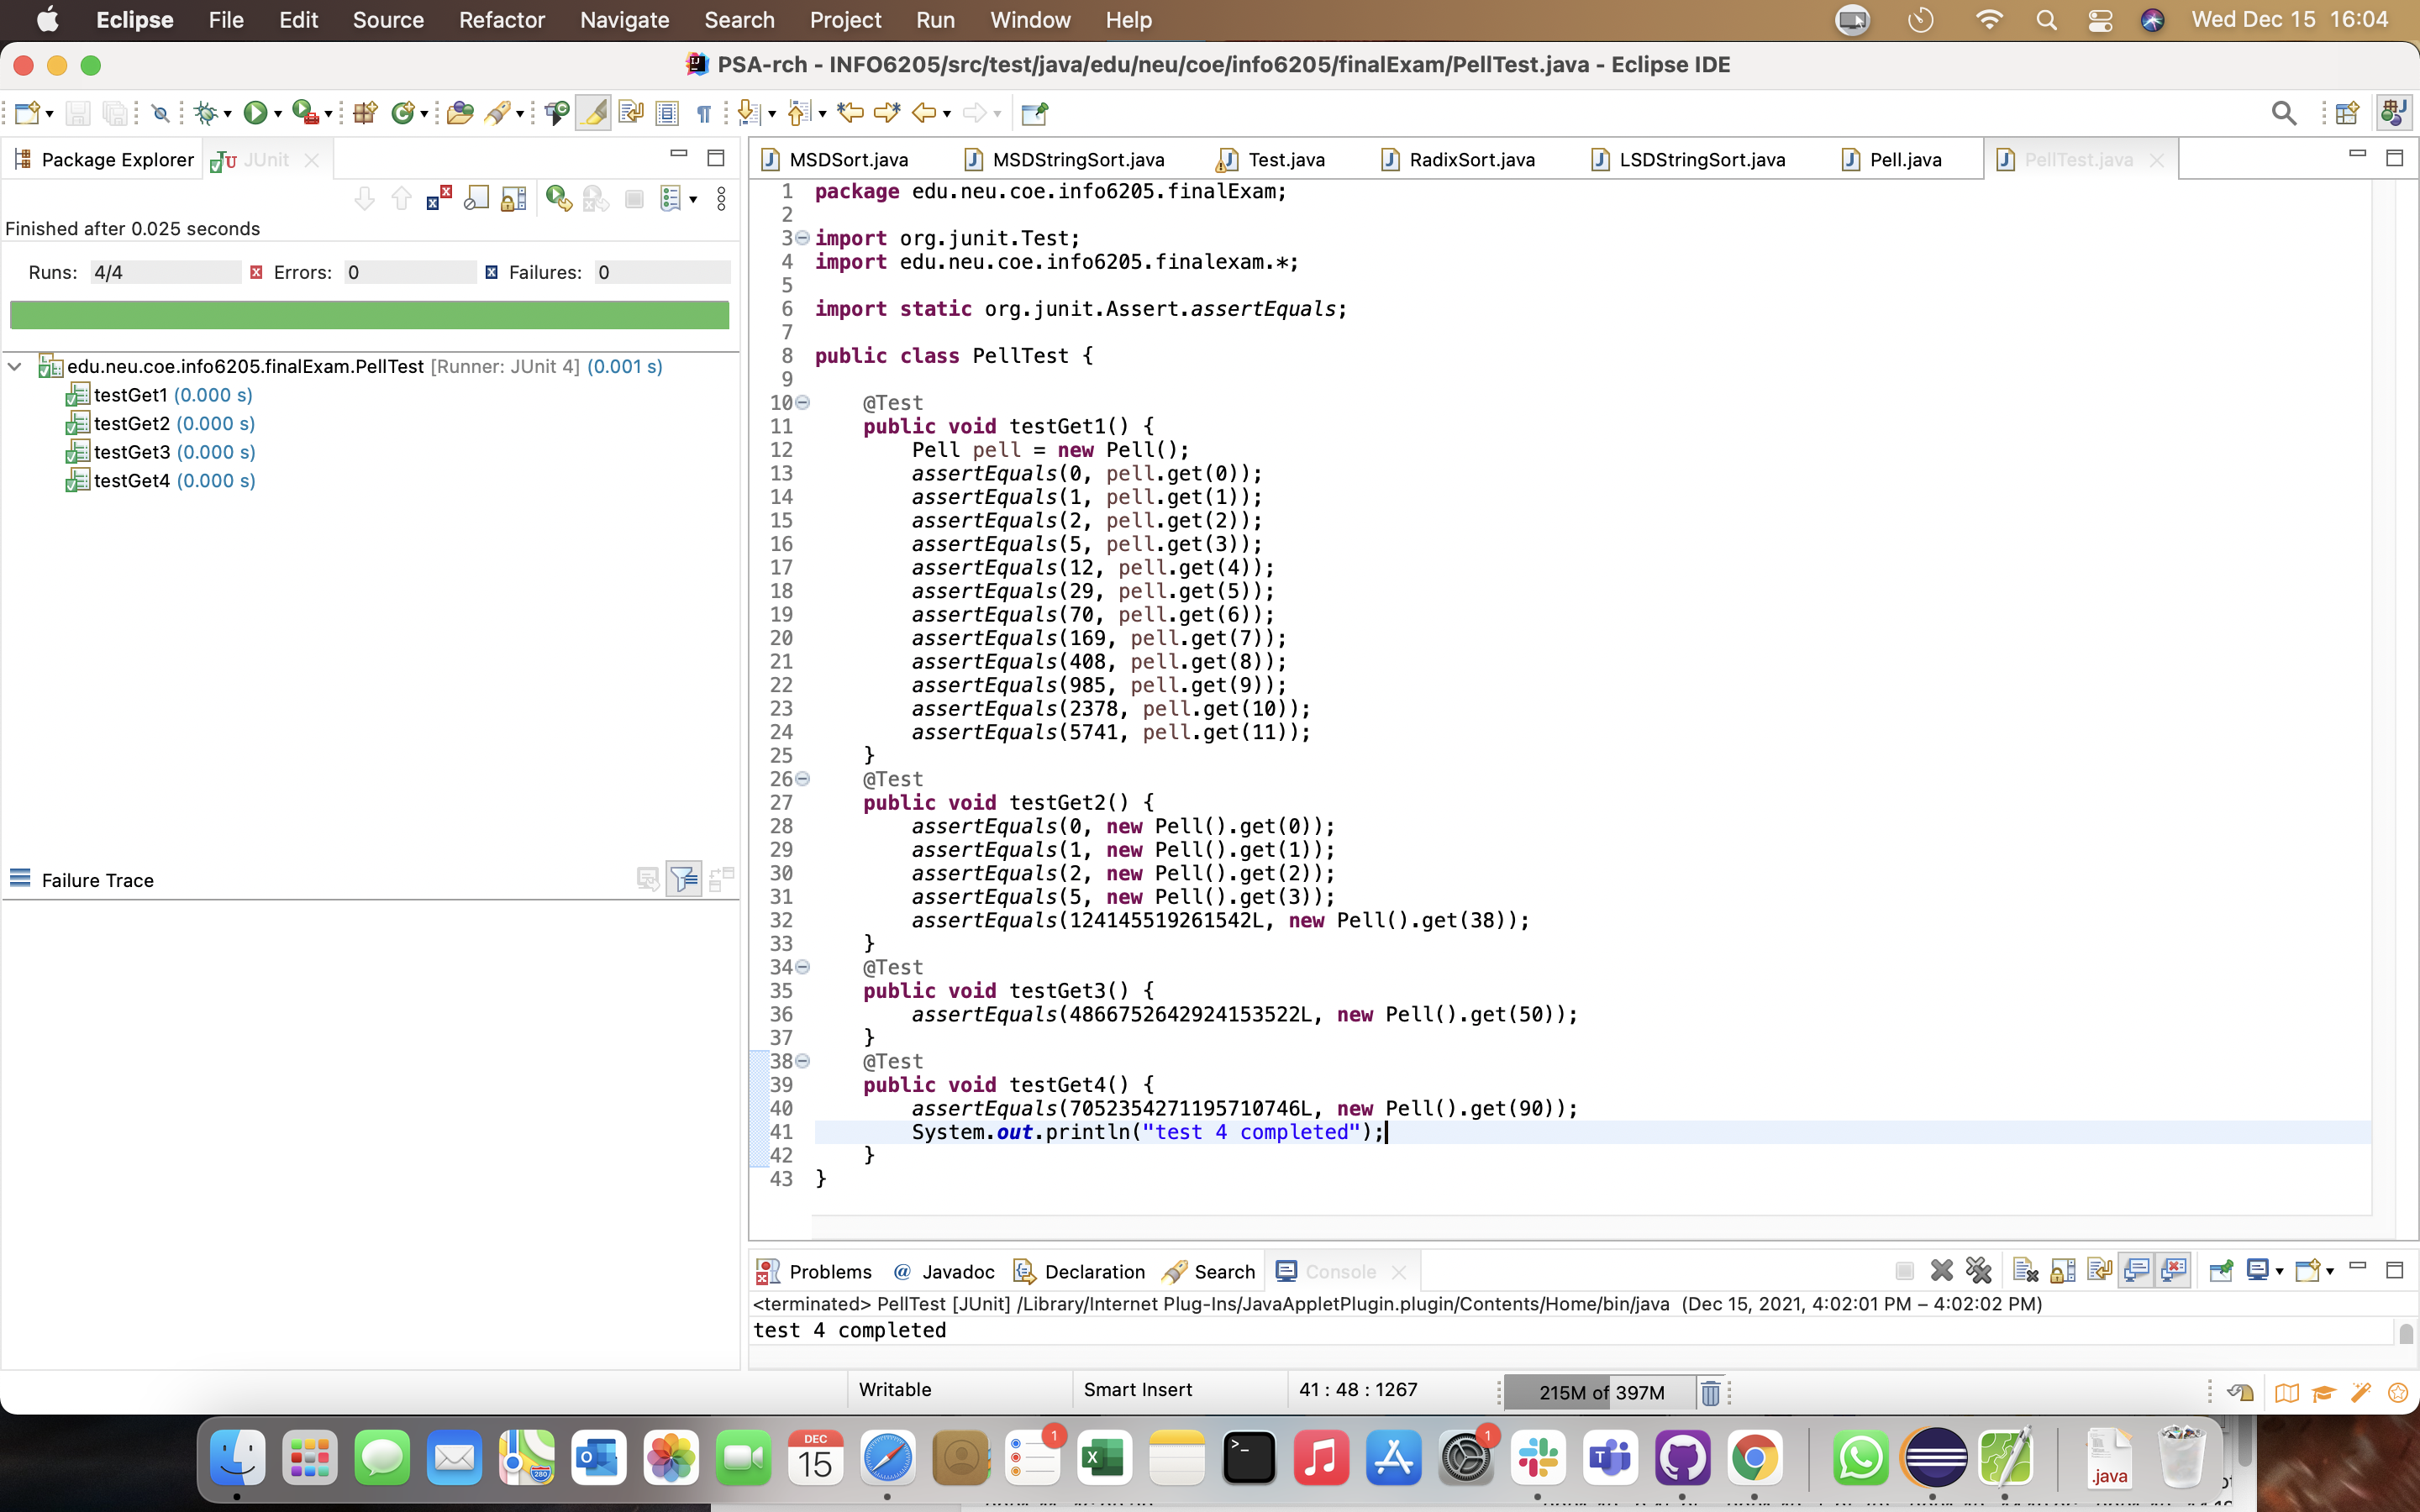 Eclipse File Edit Source Refactor Navigate Search Project Run Window Help Wed Dec 15 16:04
PSA-rch - INFO6205/src/test/java/edu/neu/coe/info6205/finalExam/PellTest.java - Eclipse IDE
Package Explorer JUnit
Finished after 0.025 seconds
Runs: 4/4 Errors: 0 Failures: 0
edu.neu.coe.info6205.finalExam.PellTest [Runner: JUnit 4] (0.001 s)
testGet1 (0.000 s)
testGet2 (0.000 s)
testGet3 (0.000 s)
testGet4 (0.000 s)
Failure Trace
MSDSort.java MSDStringSort.java Test.java RadixSort.java LSDStringSort.java Pell.java PellTest.java
1 package edu.neu.coe.info6205.finalExam;
2
3 import org.junit.Test;
4 import edu.neu.coe.info6205.finalexam.*;
5
6 import static org.junit.Assert.assertEquals;
7
8 public class PellTest {
9
10 @Test
11 public void testGet1() {
12 Pell pell = new Pell();
13 assertEquals(0, pell.get(0));
14 assertEquals(1, pell.get(1));
15 assertEquals(2, pell.get(2));
16 assertEquals(5, pell.get(3));
17 assertEquals(12, pell.get(4));
18 assertEquals(29, pell.get(5));
19 assertEquals(70, pell.get(6));
20 assertEquals(169, pell.get(7));
21 assertEquals(408, pell.get(8));
22 assertEquals(985, pell.get(9));
23 assertEquals(2378, pell.get(10));
24 assertEquals(5741, pell.get(11));
25 }
26 @Test
27 public void testGet2() {
28 assertEquals(0, new Pell().get(0));
29 assertEquals(1, new Pell().get(1));
30 assertEquals(2, new Pell().get(2));
31 assertEquals(5, new Pell().get(3));
32 assertEquals(124145519261542L, new Pell().get(38));
33 }
34 @Test
35 public void testGet3() {
36 assertEquals(4866752642924153522L, new Pell().get(50));
37 }
38 @Test
39 public void testGet4() {
40 assertEquals(7052354271195710746L, new Pell().get(90));
41 System.out.println("test 4 completed");
42 }
43 }
Problems @ Javadoc Declaration Search Console
<terminated> PellTest [JUnit] /Library/Internet Plug-Ins/JavaAppletPlugin.plugin/Contents/Home/bin/java (Dec 15, 2021, 4:02:01 PM – 4:02:02 PM)
test 4 completed
Writable Smart Insert 41 : 48 : 1267 215M of 397M
DEC
15
1
1
.java